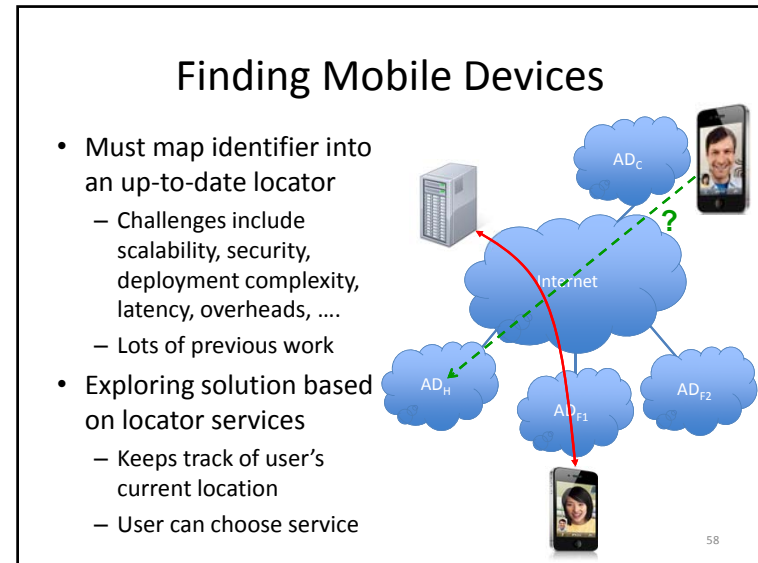 Finding Mobile Devices
• Must map identifier into
an up-to-date locator
– Challenges include
scalability, security,
deployment complexity,
latency, overheads, ....
– Lots of previous work
• Exploring solution based
on locator services
– Keeps track of user's
current location
– User can choose service
ADC
?
Internet
ADH
ADF1
ADF2
58